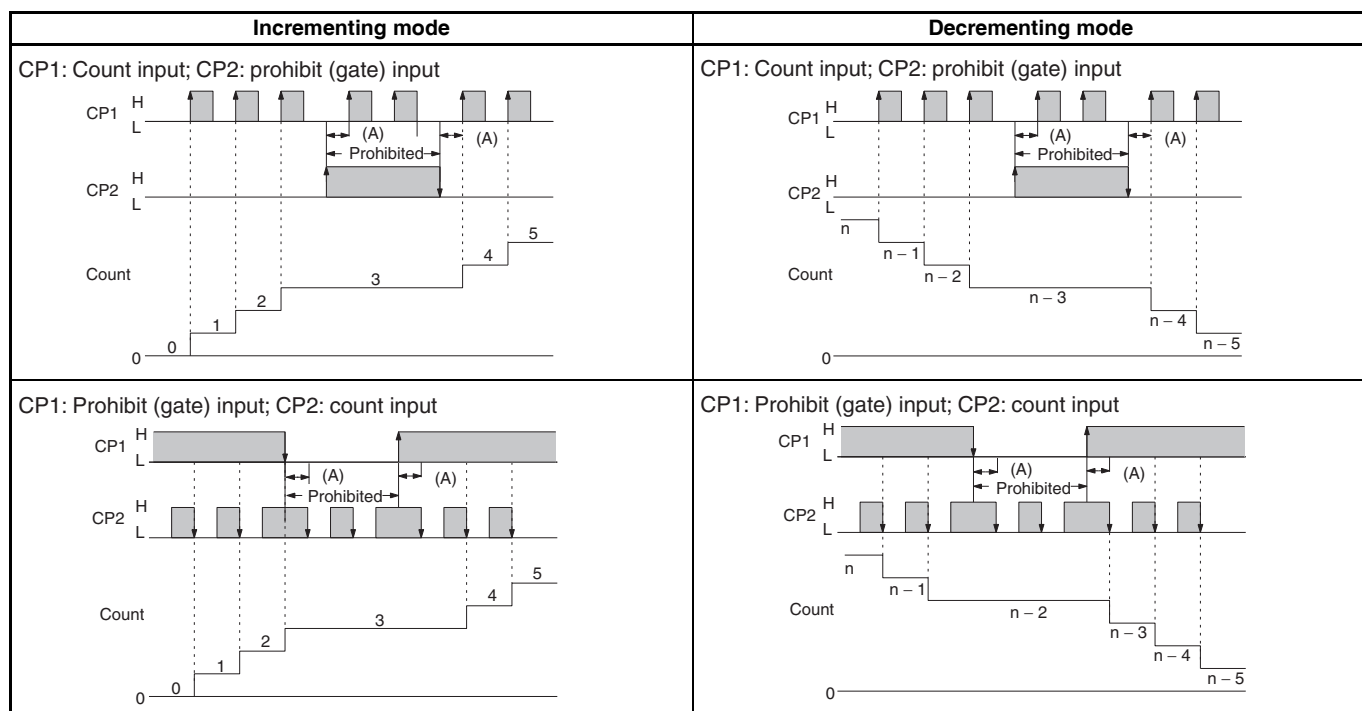 Incrementing mode
Decrementing mode
CP1: Count input; CP2: prohibit (gate) input
CP1 H
L
(A)
(A)
Prohibited
CP2 H
L
Count
0
0
1
2
3
4
5
CP1: Count input; CP2: prohibit (gate) input
CP1 H
L
(A)
(A)
Prohibited
CP2 H
L
Count
n
n − 1
n − 2
n − 3
n − 4
n − 5
0
CP1: Prohibit (gate) input; CP2: count input
CP1 H
L
(A)
(A)
Prohibited
CP2 H
L
Count
0
0
1
2
3
4
5
CP1: Prohibit (gate) input; CP2: count input
CP1 H
L
(A)
(A)
Prohibited
CP2 H
L
Count
n
n − 1
n − 2
n − 3
n − 4
n − 5
0